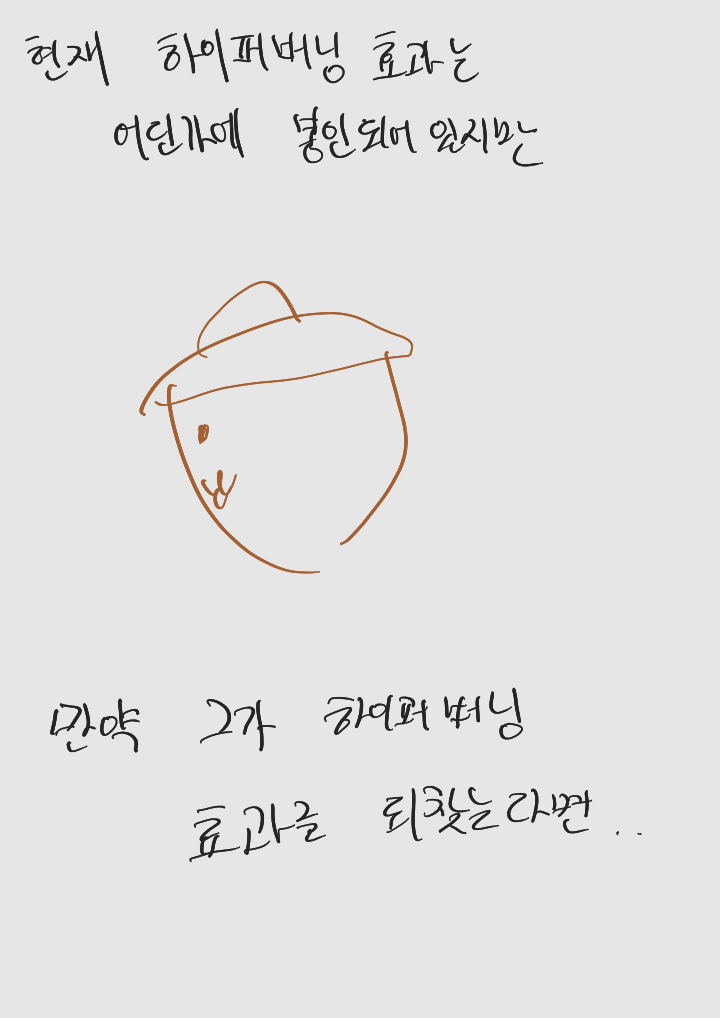 현재 하이퍼버닝 효과는
어딘가에 봉인되어 있지만
만약 그가 하이퍼버닝
효과를 되찾는다면..